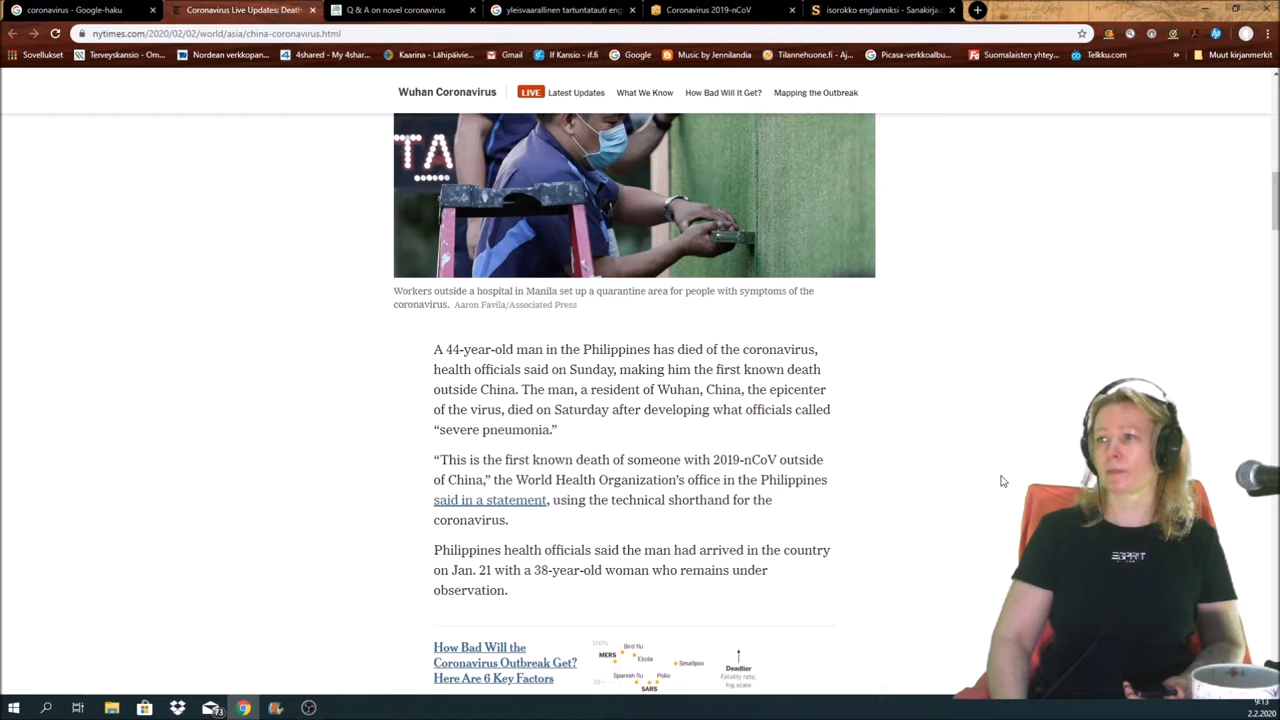 coronavirus - Google-haku
Coronavirus Live Updates: Death
Q & A on novel coronavirus
yleisvaarallinen tartuntatauti eng
Coronavirus 2019-nCoV
isorokko englanniksi - Sanakirja.
nytimes.com/2020/02/02/world/asia/china-coronavirus.html
Sovellukset
Terveyskansio - Om...
Nordean verkkopan...
4shared - My 4shar...
Kaarina - Lähipäivie...
Gmail
If Kansio - if.fi
Google
Music by Jennilandia
Tilannehuone.fi - Aj...
Picasa-verkkoalbu...
Suomalaisten yhtey...
Telkku.com
»
Muut kirjanmerkit
Wuhan Coronavirus
LIVE Latest Updates
What We Know
How Bad Will It Get?
Mapping the Outbreak
TA
Workers outside a hospital in Manila set up a quarantine area for people with symptoms of the
coronavirus. Aaron Favila/Associated Press
A 44-year-old man in the Philippines has died of the coronavirus,
health officials said on Sunday, making him the first known death
outside China. The man, a resident of Wuhan, China, the epicenter
of the virus, died on Saturday after developing what officials called
“severe pneumonia.”
“This is the first known death of someone with 2019-nCoV outside
of China,” the World Health Organization’s office in the Philippines
said in a statement, using the technical shorthand for the
coronavirus.
Philippines health officials said the man had arrived in the country
on Jan. 21 with a 38-year-old woman who remains under
observation.
How Bad Will the
Coronavirus Outbreak Get?
Here Are 6 Key Factors
100%
Bird flu
MERS
Ebola
Smallpox
Spanish flu
Polio
10
SARS
Deadlier
Fatality rate,
log scale
ESPRIT
9:13
2.2.2020